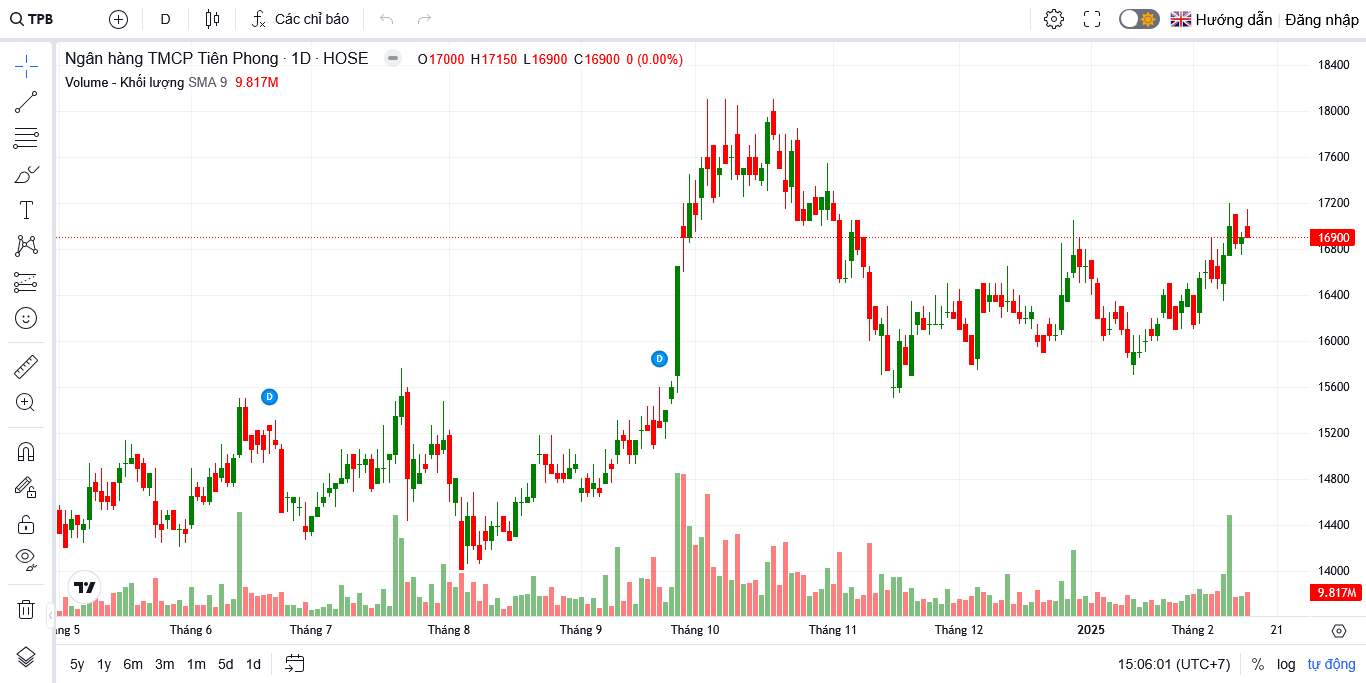 TPB D Các chỉ báo Hướng dẫn Đăng nhập
Ngân hàng TMCP Tiên Phong · 1D · HOSE O17000 H17150 L16900 C16900 0 (0.00%)
Volume - Khối lượng SMA 9 9.817M
18400
18000
17600
17200
16900
16800
16400
16000
15600
15200
14800
14400
14000
9.817M
D
D
ng 5 Tháng 6 Tháng 7 Tháng 8 Tháng 9 Tháng 10 Tháng 11 Tháng 12 2025 Tháng 2 21
5y 1y 6m 3m 1m 5d 1d 15:06:01 (UTC+7) % log tự động